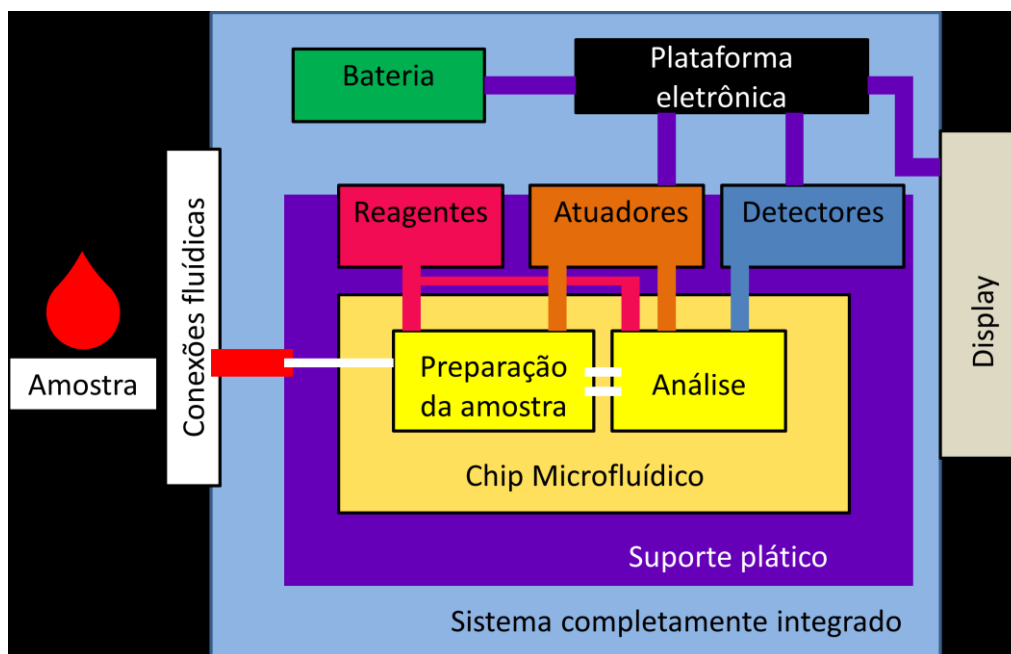 Bateria
Plataforma
eletrônica
Conexões fluídicas
Reagentes
Atuadores
Detectores
Amostra
Preparação
da amostra
Análise
Display
Chip Microfluídico
Suporte plático
Sistema completamente integrado